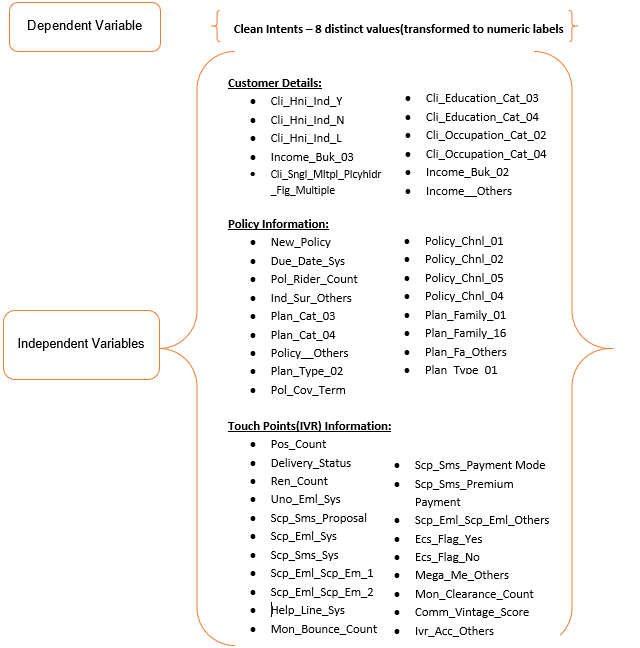 Dependent Variable
Clean Intents – 8 distinct values(transformed to numeric labels
Independent Variables
Customer Details:
Cli_Hni_Ind_Y
Cli_Hni_Ind_N
Cli_Hni_Ind_L
Income_Buk_03
Cli_Sngl_Mltpl_Plcyhldr
_Flg_Multiple
Cli_Education_Cat_03
Cli_Education_Cat_04
Cli_Occupation_Cat_02
Cli_Occupation_Cat_04
Income_Buk_02
Income__Others
Policy Information:
New_Policy
Due_Date_Sys
Pol_Rider_Count
Ind_Sur_Others
Plan_Cat_03
Plan_Cat_04
Policy__Others
Plan_Type_02
Pol_Cov_Term
Policy_Chnl_01
Policy_Chnl_02
Policy_Chnl_05
Policy_Chnl_04
Plan_Family_01
Plan_Family_16
Plan_Fa_Others
Plan_Type_01
Touch Points(IVR) Information:
Pos_Count
Delivery_Status
Ren_Count
Uno_Eml_Sys
Scp_Sms_Proposal
Scp_Eml_Sys
Scp_Sms_Sys
Scp_Eml_Scp_Em_1
Scp_Eml_Scp_Em_2
Help_Line_Sys
Mon_Bounce_Count
Scp_Sms_Payment Mode
Scp_Sms_Premium
Payment
Scp_Eml_Scp_Eml_Others
Ecs_Flag_Yes
Ecs_Flag_No
Mega_Me_Others
Mon_Clearance_Count
Comm_Vintage_Score
Ivr_Acc_Others